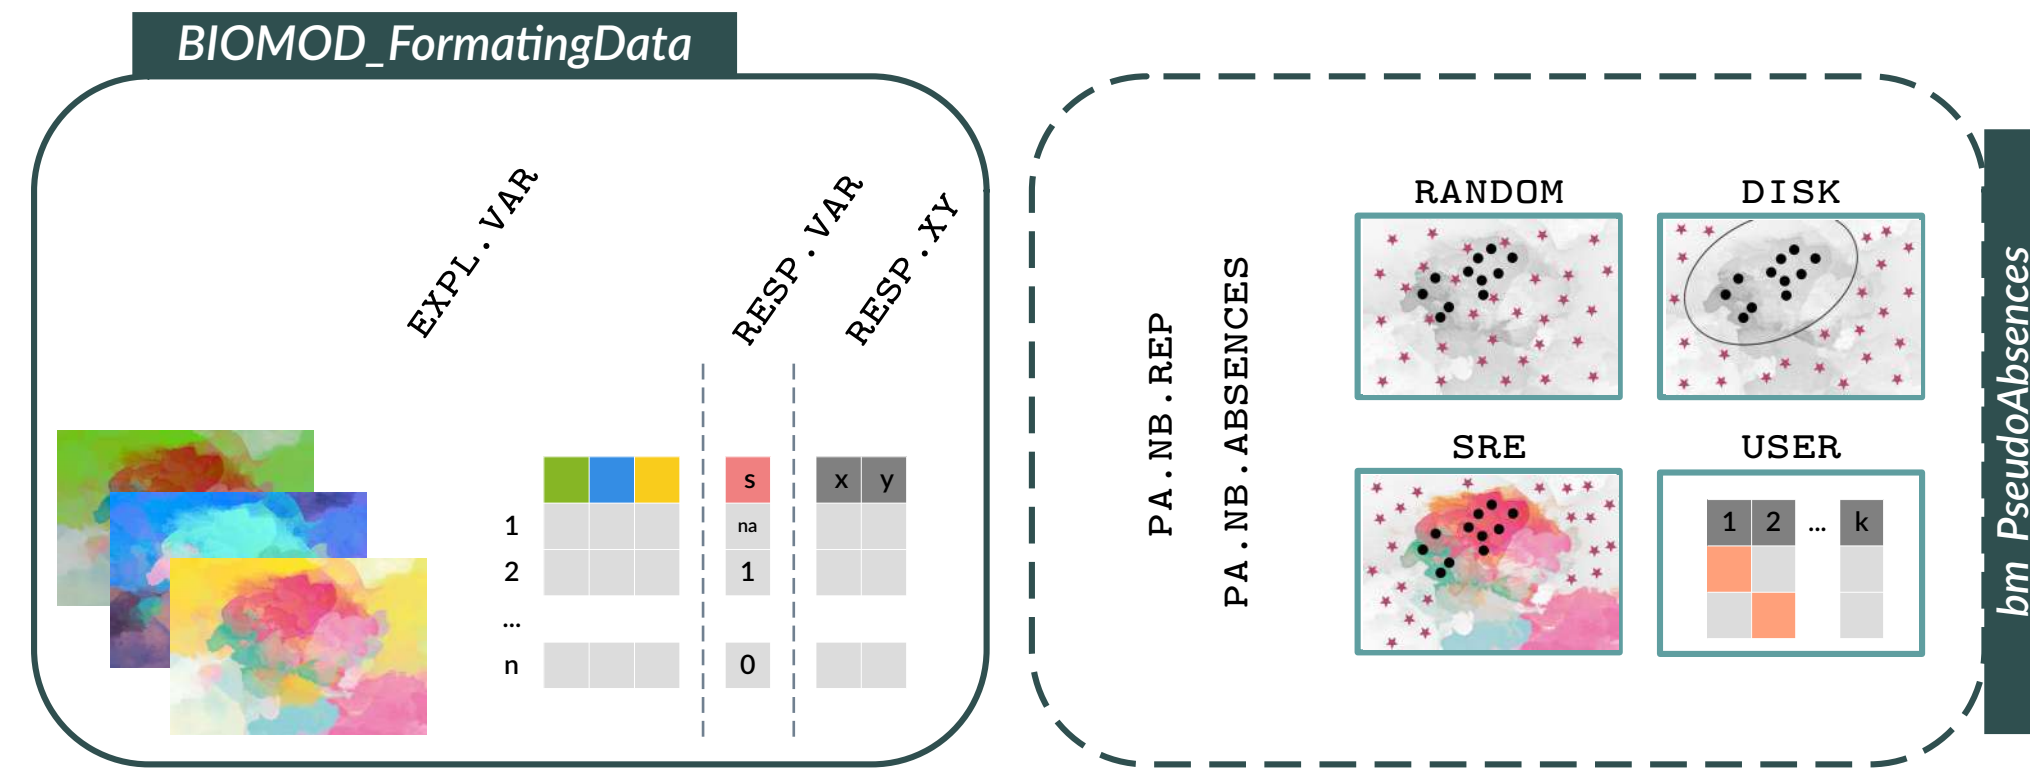 BIOMOD_FormatingData
EXPL.VAR
RESP.VAR
RESP.XY
s
x y
1 na
2 1
...
n 0
PA.NB.REP
PA.NB.ABSENCES
RANDOM
DISK
SRE
USER
1 2 ... k
bm_PseudoAbsences